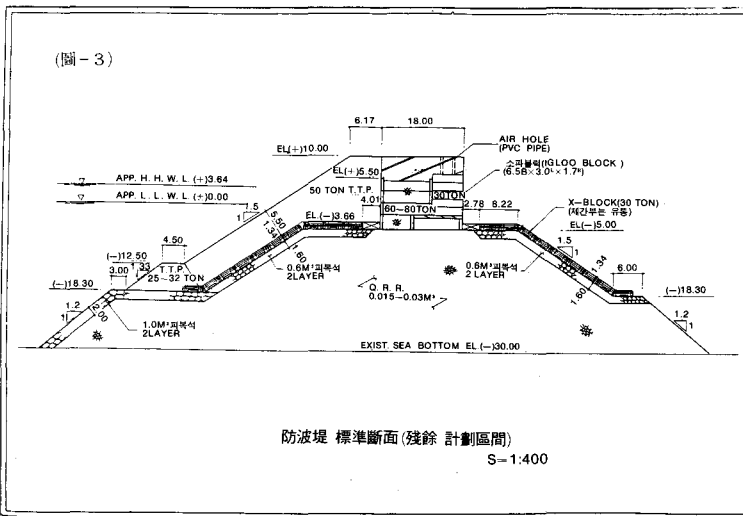 (圖-3)
6.17
18.00
AIR HOLE
(PVC PIPE)
EL(+)10.00
EL(+)5.50
소파블럭(IGLOO BLOCK)
APP. H. H. W. L. (+)3.64
50 TON T.T.P.
30TON
APP. L. L. W. L. (+)0.00
4.01
60~80TON
2.78
8.22
X-BLOCK(30 TON)
1.5
1
5.50
EL(-)3.66
EL(-)5.00
4.50
1.34
1.5
1
1.34
(-)12.50
1.60
3.00
T.T.P.
25~32 TON
0.6M³피복석
2LAYER
0.6M³피복석
2 LAYER
6.00
(-)18.30
Q. R. R.
0.015~0.03M³
1.60
(-)18.30
1.2
1
2.00
1.0M³피복석
2LAYER
1.2
1
EXIST. SEA BOTTOM EL.(-)30.00
防波堤 標準斷面(殘餘 計劃區間)
S=1:400